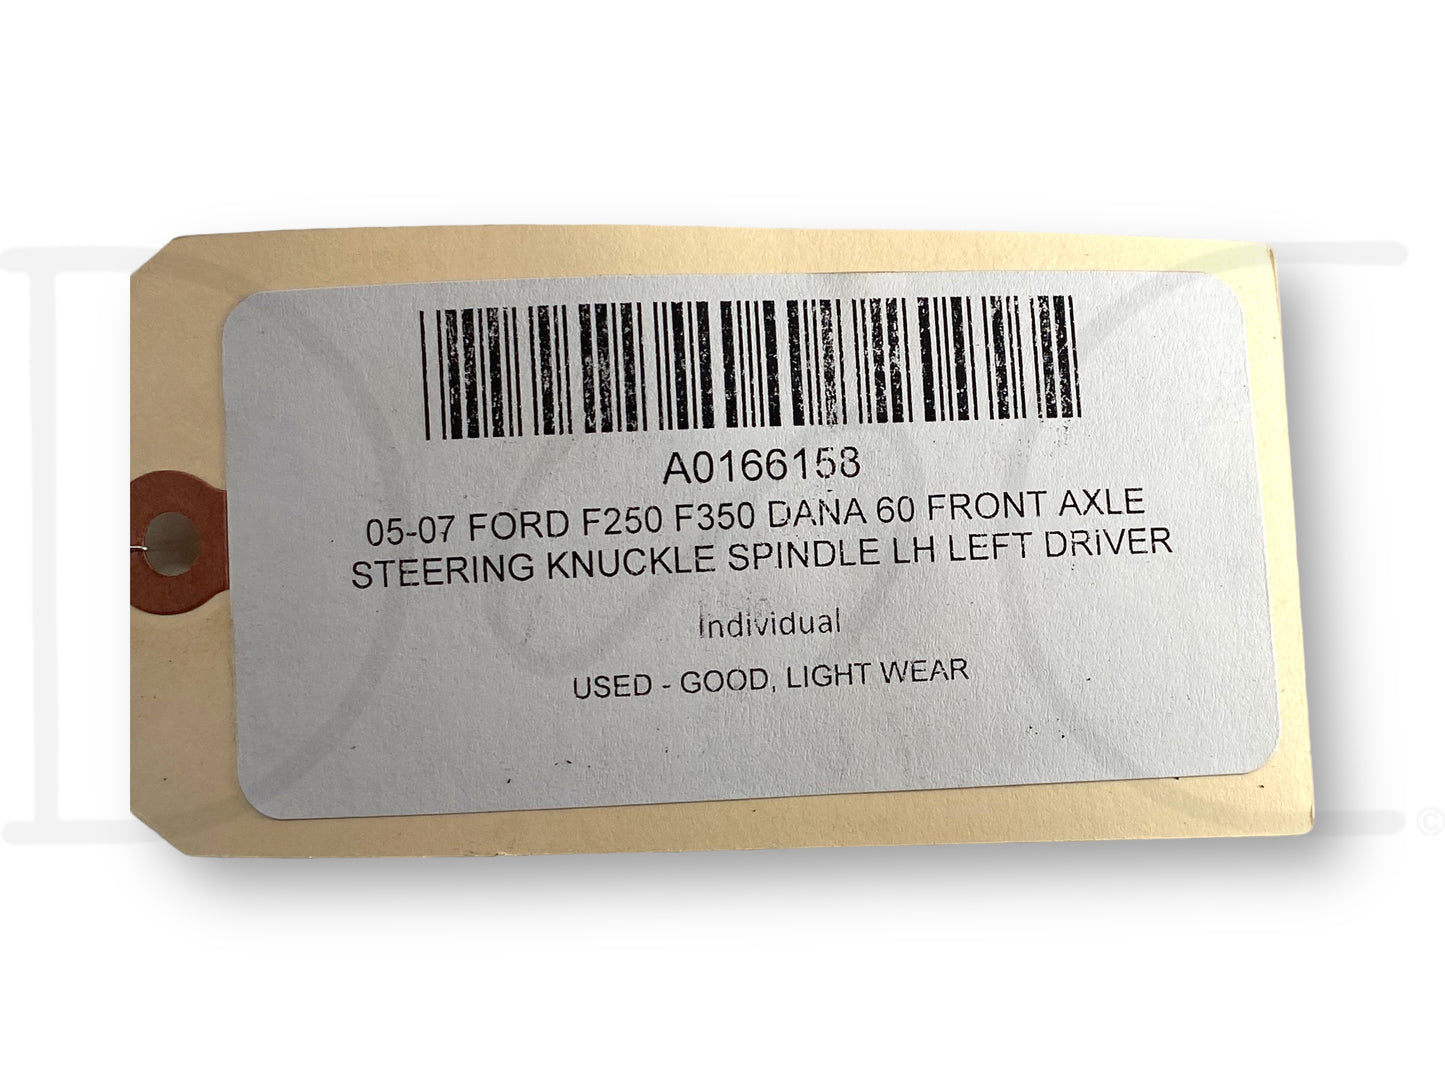 A0166158
05-07 FORD F250 F350 DANA 60 FRONT AXLE
STEERING KNUCKLE SPINDLE LH LEFT DRIVER
Individual
USED - GOOD, LIGHT WEAR
©